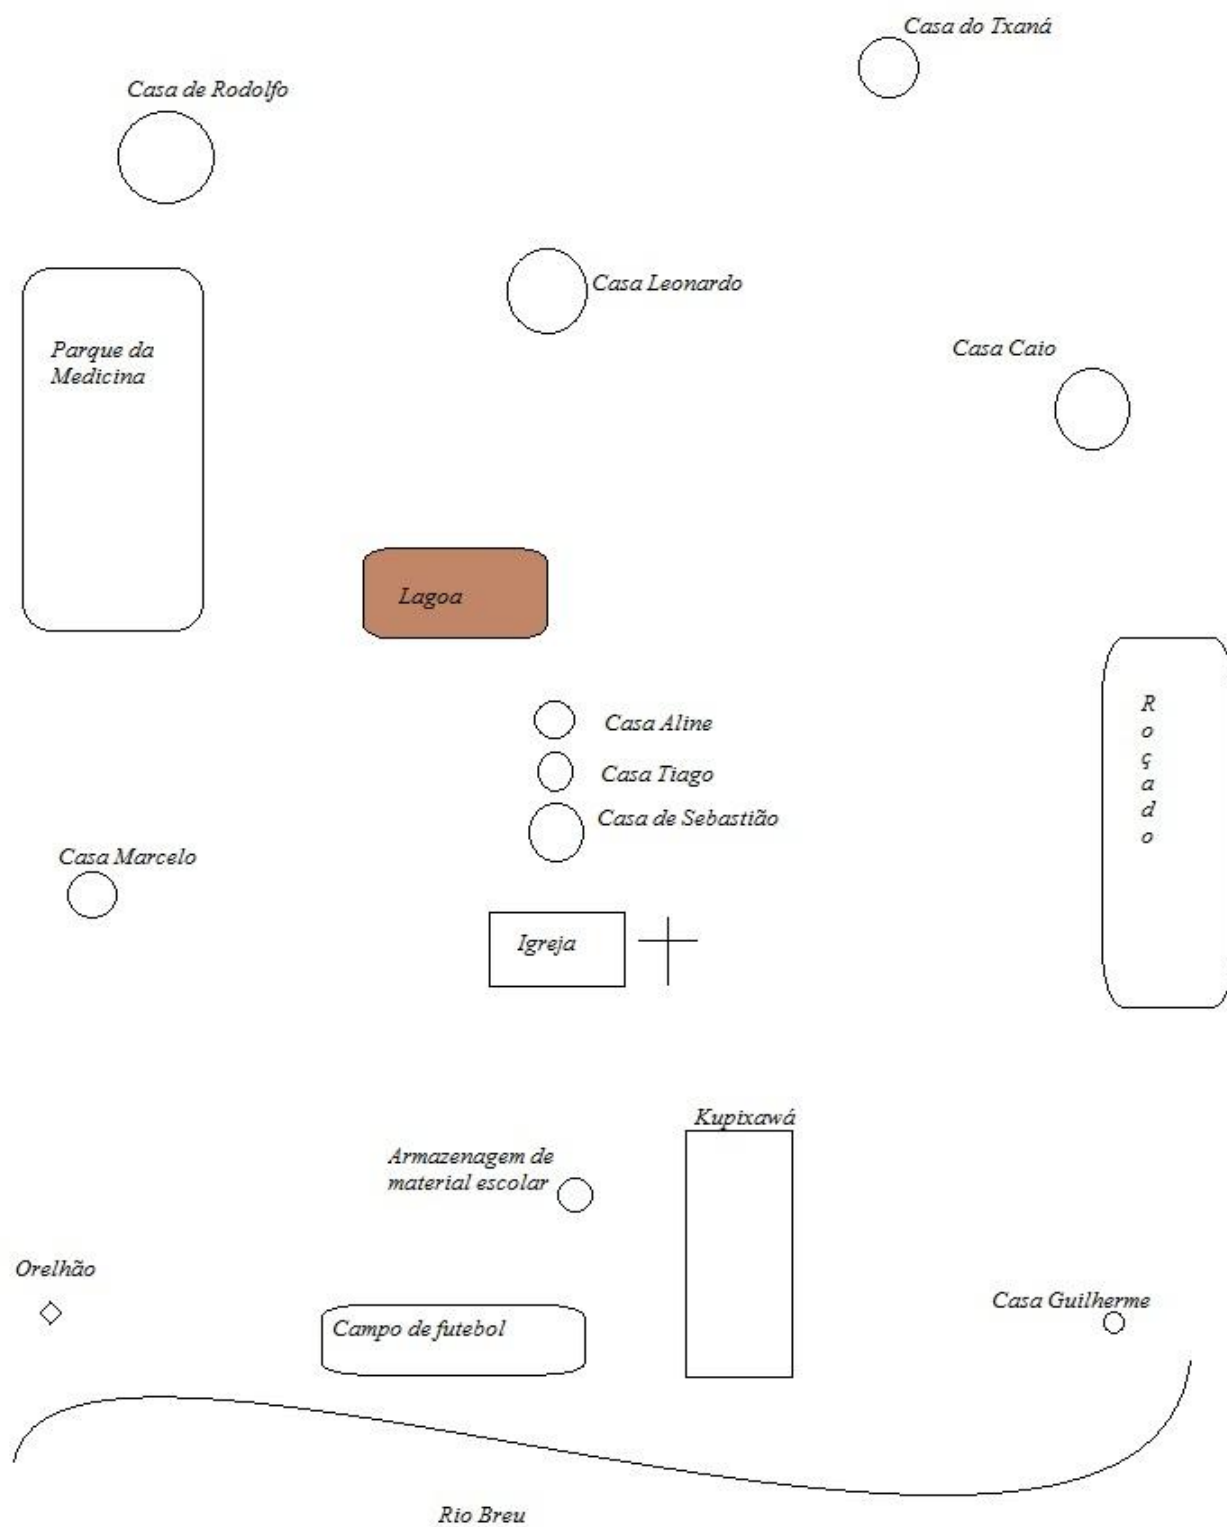 Casa do Txaná
Casa de Rodolfo
Casa Leonardo
Parque da
Medicina
Casa Caio
Lagoa
Roçado
Casa Aline
Casa Tiago
Casa de Sebastião
Casa Marcelo
Igreja
Kupixawá
Armazenagem de
material escolar
Orelhão
Casa Guilherme
Campo de futebol
Rio Breu